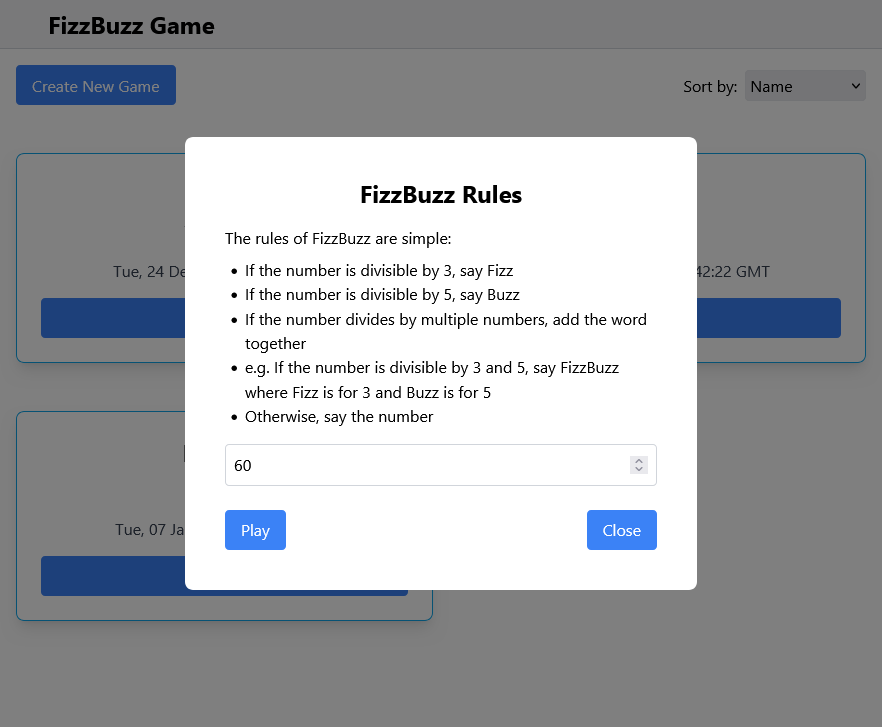 FizzBuzz Game
Create New Game
Sort by: Name
FizzBuzz Rules
The rules of FizzBuzz are simple:
• If the number is divisible by 3, say Fizz
• If the number is divisible by 5, say Buzz
• If the number divides by multiple numbers, add the word
together
• e.g. If the number is divisible by 3 and 5, say FizzBuzz
where Fizz is for 3 and Buzz is for 5
• Otherwise, say the number
Tue, 24 De
42:22 GMT
60
Play
Close
Tue, 07 Ja